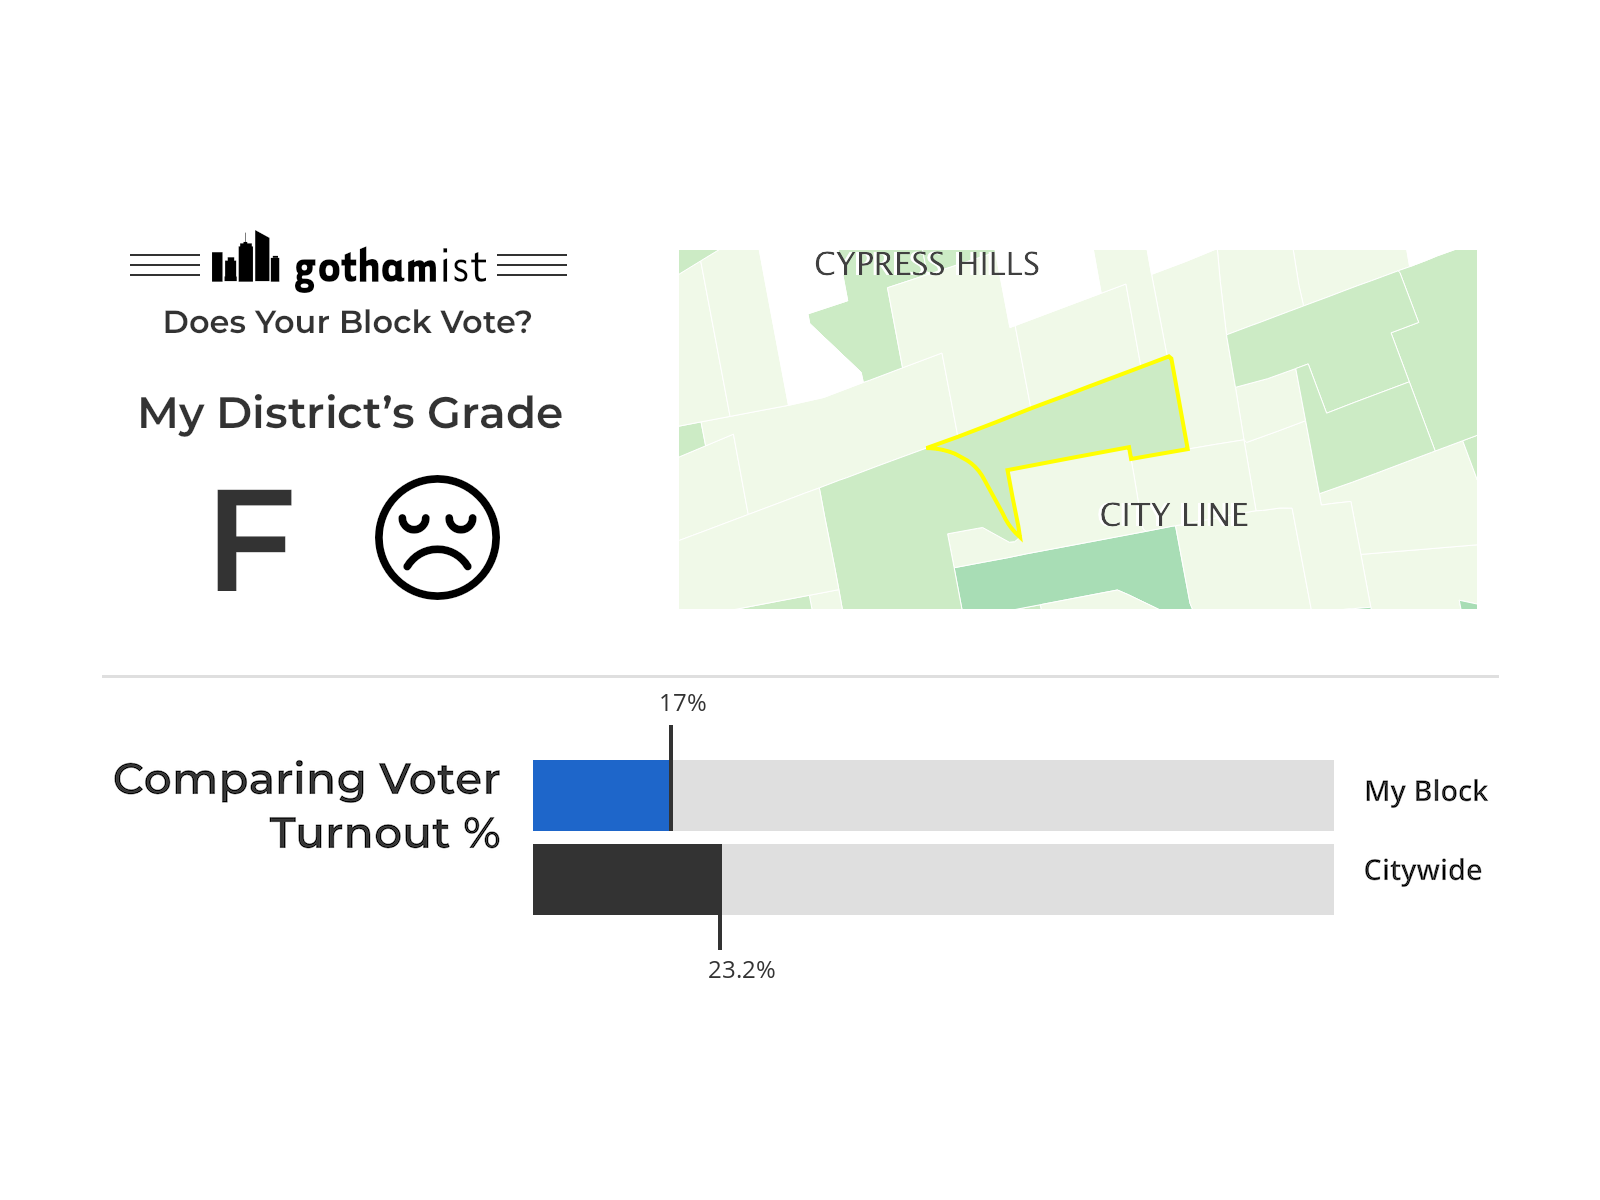 gothamist
Does Your Block Vote?
My District’s Grade
F
CYPRESS HILLS
CITY LINE
17%
Comparing Voter
Turnout %
My Block
Citywide
23.2%